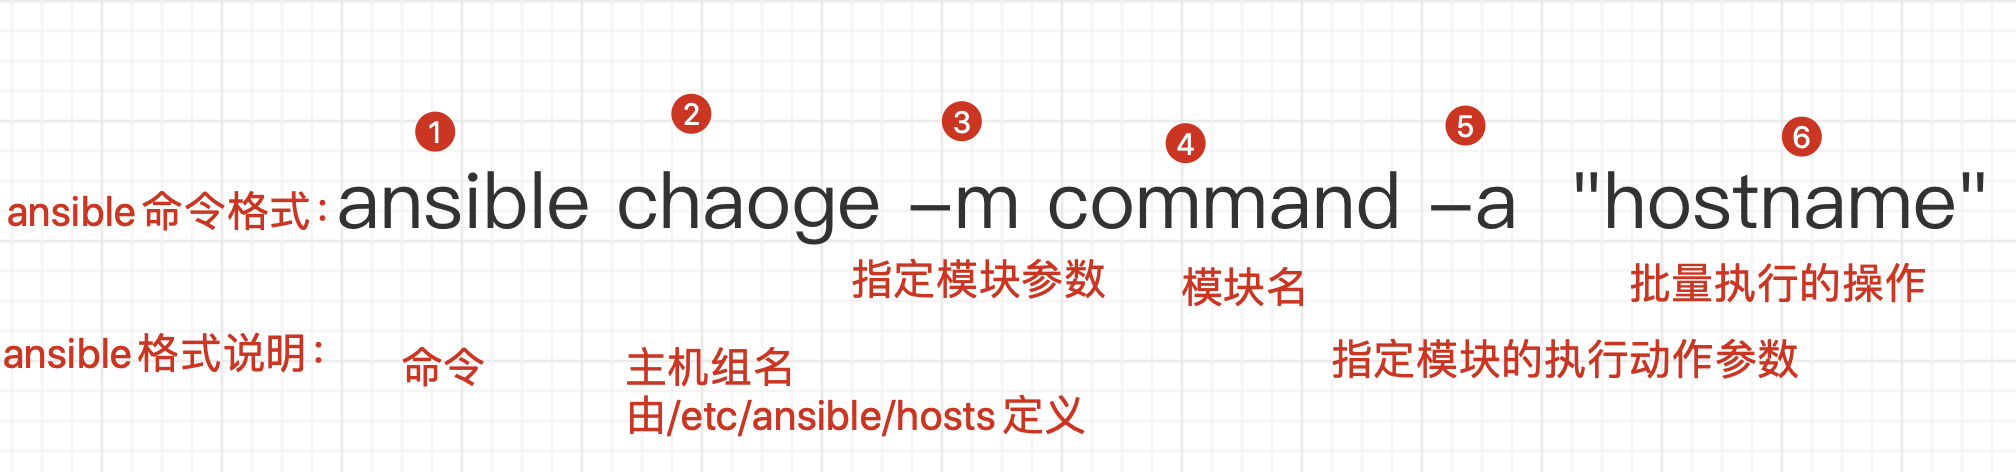 1 2 3 4 5 6
ansible命令格式：ansible chaoge –m command –a "hostname"
指定模块参数 模块名 批量执行的操作
ansible格式说明： 命令 主机组名 指定模块的执行动作参数
由/etc/ansible/hosts 定义